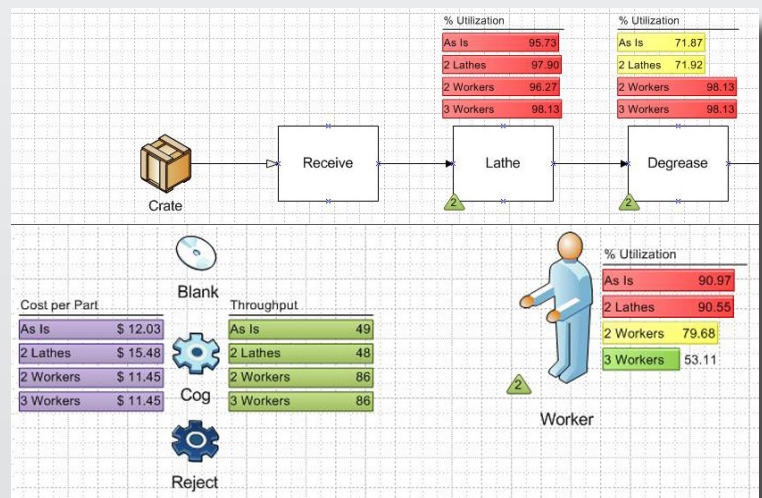 % Utilization
As Is 95.73
2 Lathes 97.90
2 Workers 96.27
3 Workers 98.13
% Utilization
As Is 71.87
2 Lathes 71.92
2 Workers 98.13
3 Workers 98.13
Crate
Receive
Lathe
2
Degrease
2
Blank
Cost per Part
As Is $ 12.03
2 Lathes $ 15.48
2 Workers $ 11.45
3 Workers $ 11.45
Cog
Throughput
As Is 49
2 Lathes 48
2 Workers 86
3 Workers 86
Reject
% Utilization
As Is 90.97
2 Lathes 90.55
2 Workers 79.68
3 Workers 53.11
2
Worker